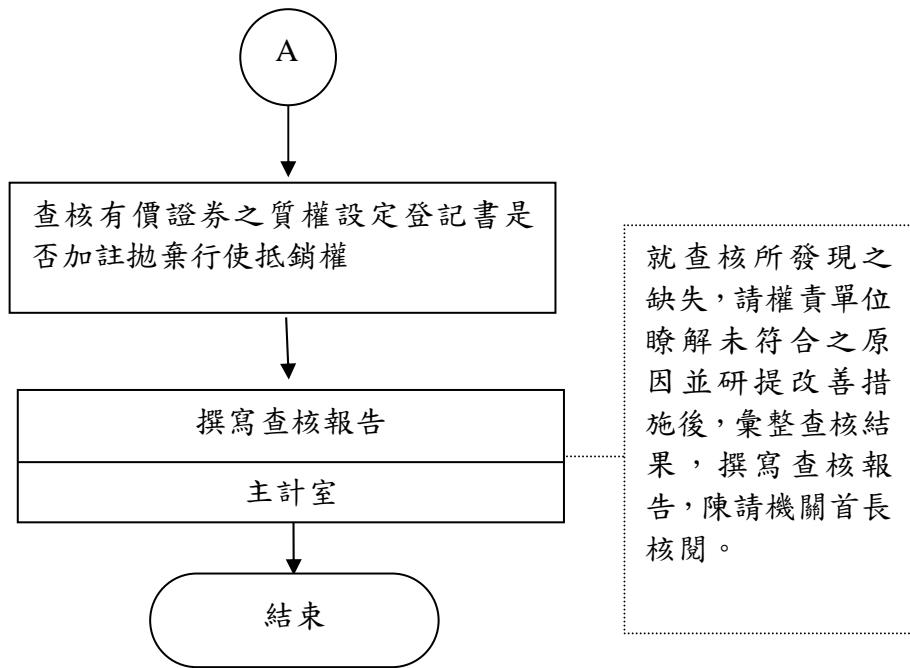 A
查核有價證券之質權設定登記書是
否加註拋棄行使抵銷權
撰寫查核報告
主計室
結束
就查核所發現之
缺失，請權責單位
瞭解未符合之原
因並研提改善措
施後，彙整查核結
果，撰寫查核報
告，陳請機關首長
核閱。